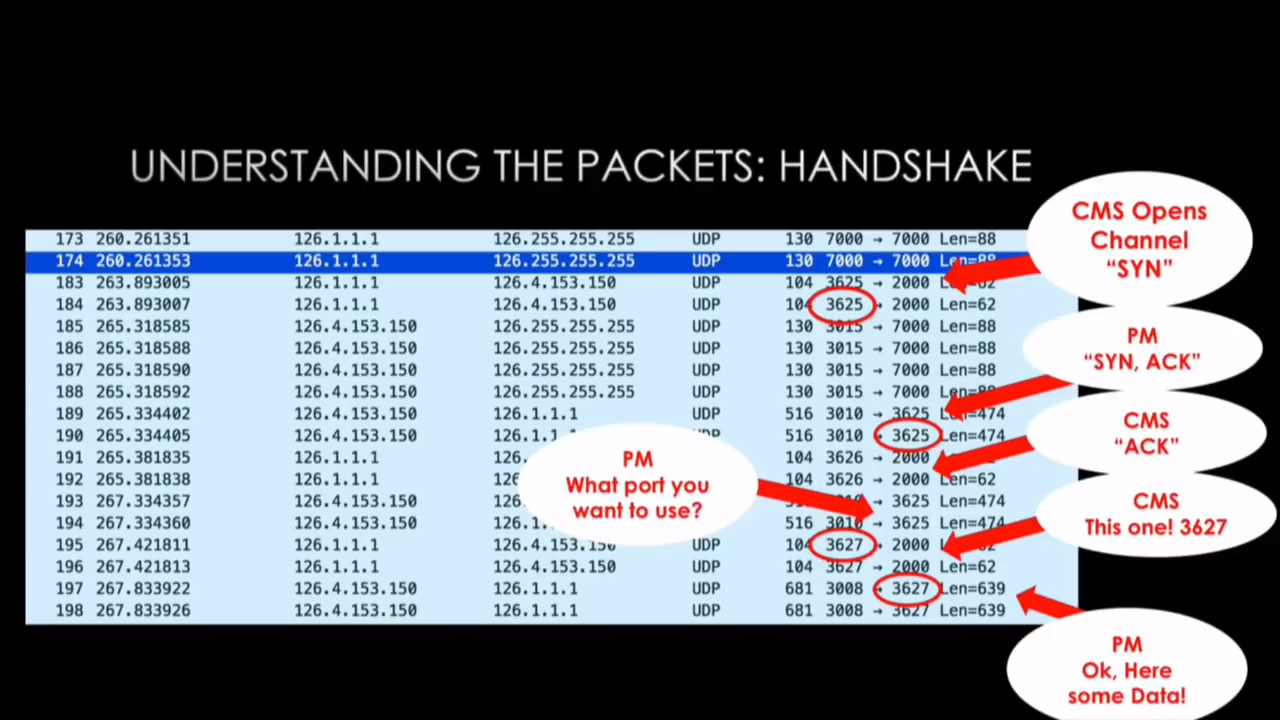 UNDERSTANDING THE PACKETS: HANDSHAKE
173 260.261351 126.1.1.1 126.255.255.255 UDP 130 7000 → 7000 Len=88
174 260.261353 126.1.1.1 126.255.255.255 UDP 130 7000 → 7000 Len=88
183 263.893005 126.1.1.1 126.4.153.150 UDP 104 3625 → 2000 Len=62
184 263.893007 126.1.1.1 126.4.153.150 UDP 104 3625 → 2000 Len=62
185 265.318585 126.4.153.150 126.255.255.255 UDP 130 3015 → 7000 Len=88
186 265.318588 126.4.153.150 126.255.255.255 UDP 130 3015 → 7000 Len=88
187 265.318590 126.4.153.150 126.255.255.255 UDP 130 3015 → 7000 Len=88
188 265.318592 126.4.153.150 126.255.255.255 UDP 130 3015 → 7000 Len=88
189 265.334402 126.4.153.150 126.1.1.1 UDP 516 3010 → 3625 Len=474
190 265.334405 126.4.153.150 126.1.1. UDP 516 3010 → 3625 Len=474
191 265.381835 126.1.1.1 126. 104 3626 → 2000
192 265.381838 126.1.1.1 126 104 3626 → 2000 Len=62
193 267.334357 126.4.153.150 126. → 3625 Len=474
194 267.334360 126.4.153.150 126.1. 516 3010 → 3625 Len=474
195 267.421811 126.1.1.1 126.4.153.150 UDP 104 3627 → 2000
196 267.421813 126.1.1.1 126.4.153.150 UDP 104 3627 → 2000 Len=62
197 267.833922 126.4.153.150 126.1.1.1 UDP 681 3008 → 3627 Len=639
198 267.833926 126.4.153.150 126.1.1.1 UDP 681 3008 → 3627 Len=639
CMS Opens
Channel
“SYN”
PM
“SYN, ACK”
CMS
“ACK”
PM
What port you
want to use?
CMS
This one! 3627
PM
Ok, Here
some Data!